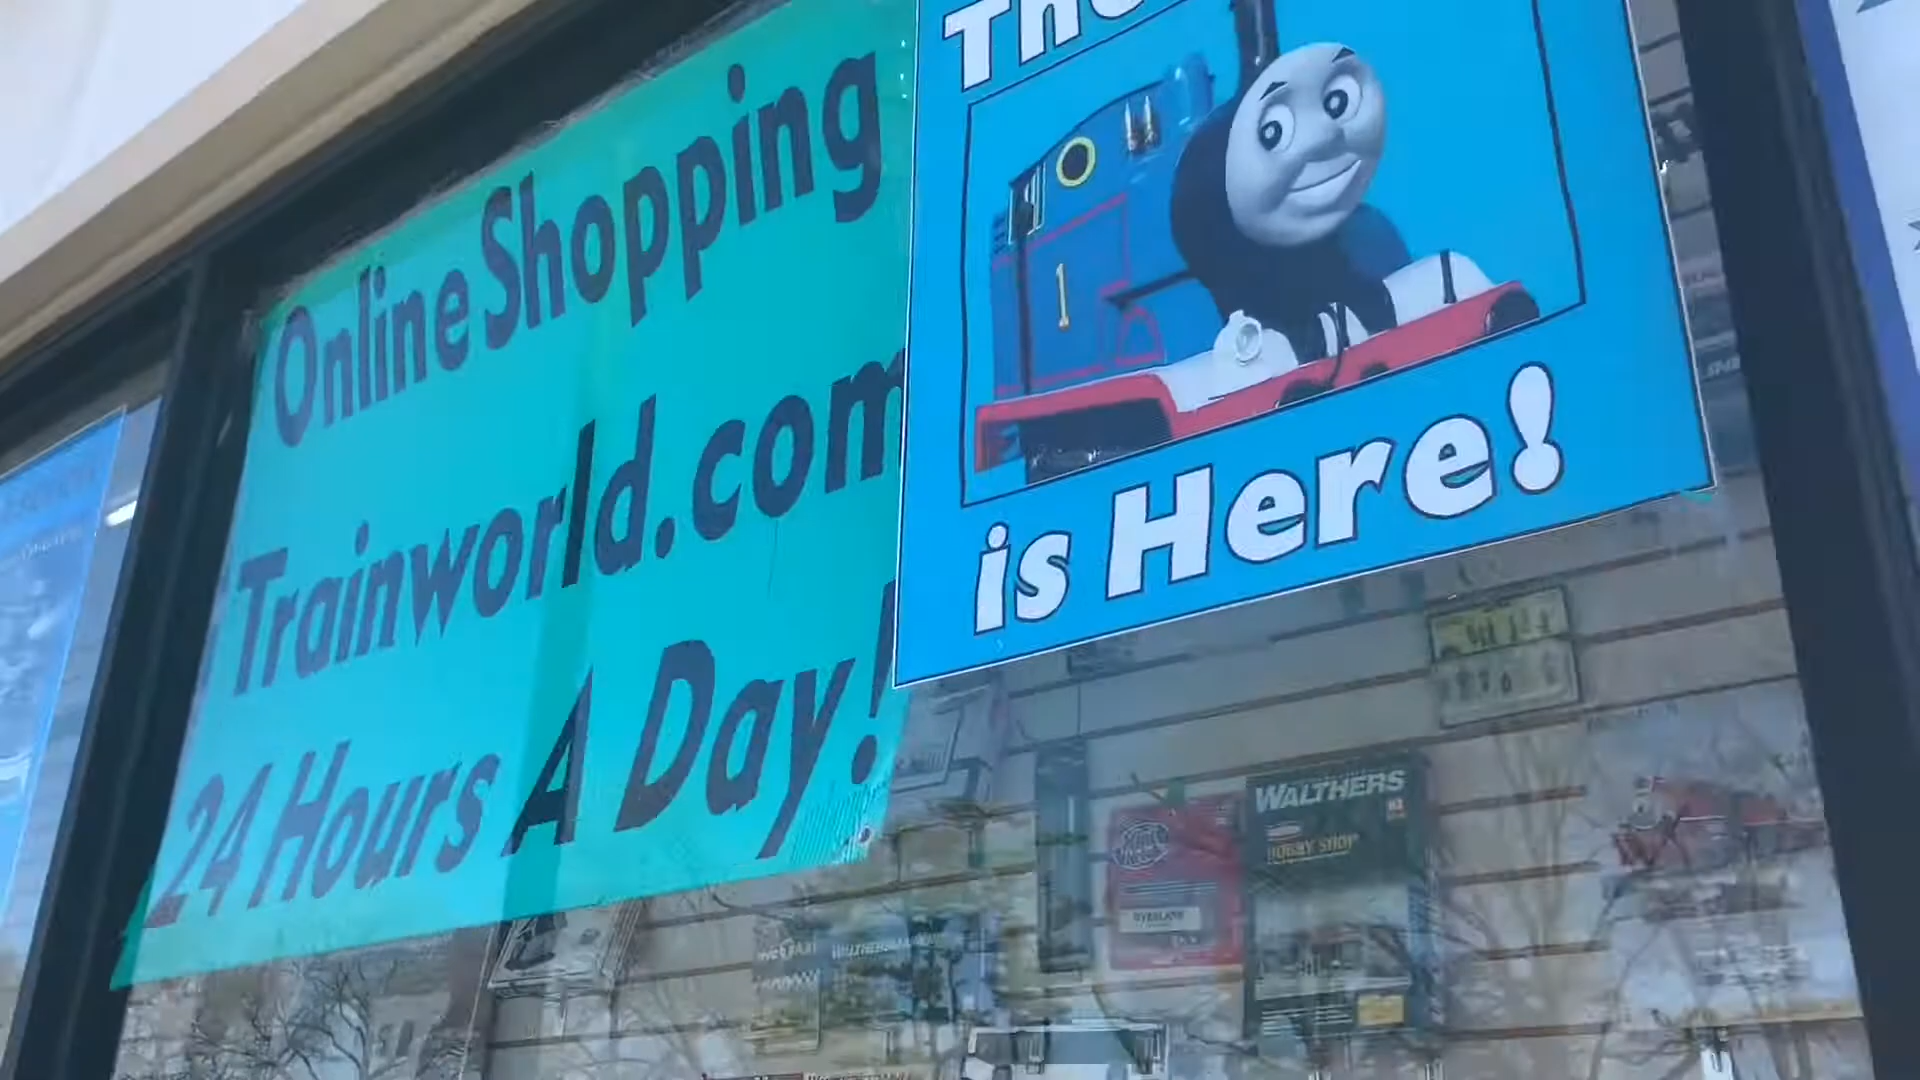 Online Shopping
Trainworld.com
24 Hours A Day!
1
is Here!
WALTHERS
HOBBY SHOP